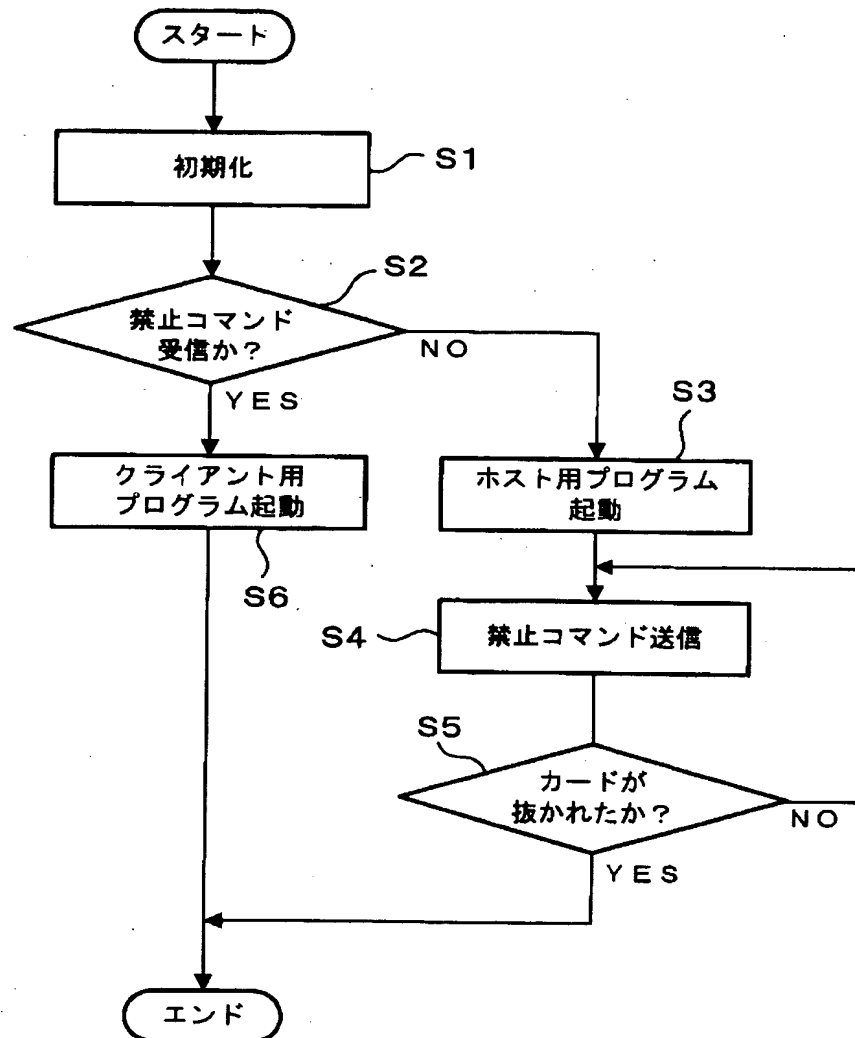 スタート
初期化
S1
S2
禁止コマンド
受信か？
NO
YES
S3
クライアント用
プログラム起動
ホスト用プログラム
起動
S6
S4
禁止コマンド送信
S5
カードが
抜かれたか？
NO
YES
エンド